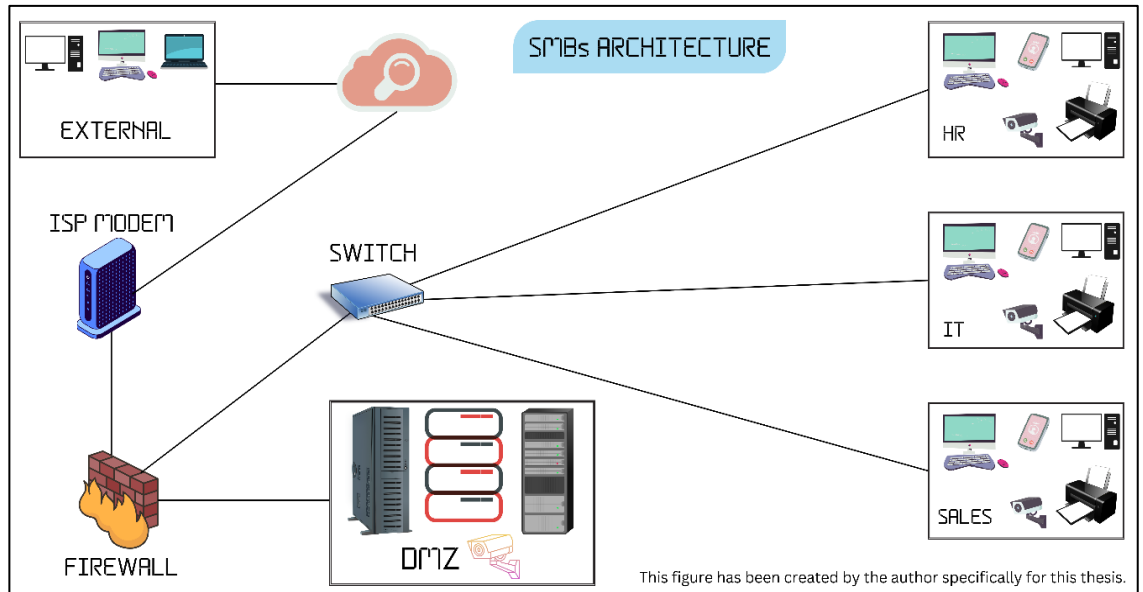 SMBs ARCHITECTURE
EXTERNAL
HR
ISP MODEM
SWITCH
IT
SALES
DMZ
FIREWALL
This figure has been created by the author specifically for this thesis.